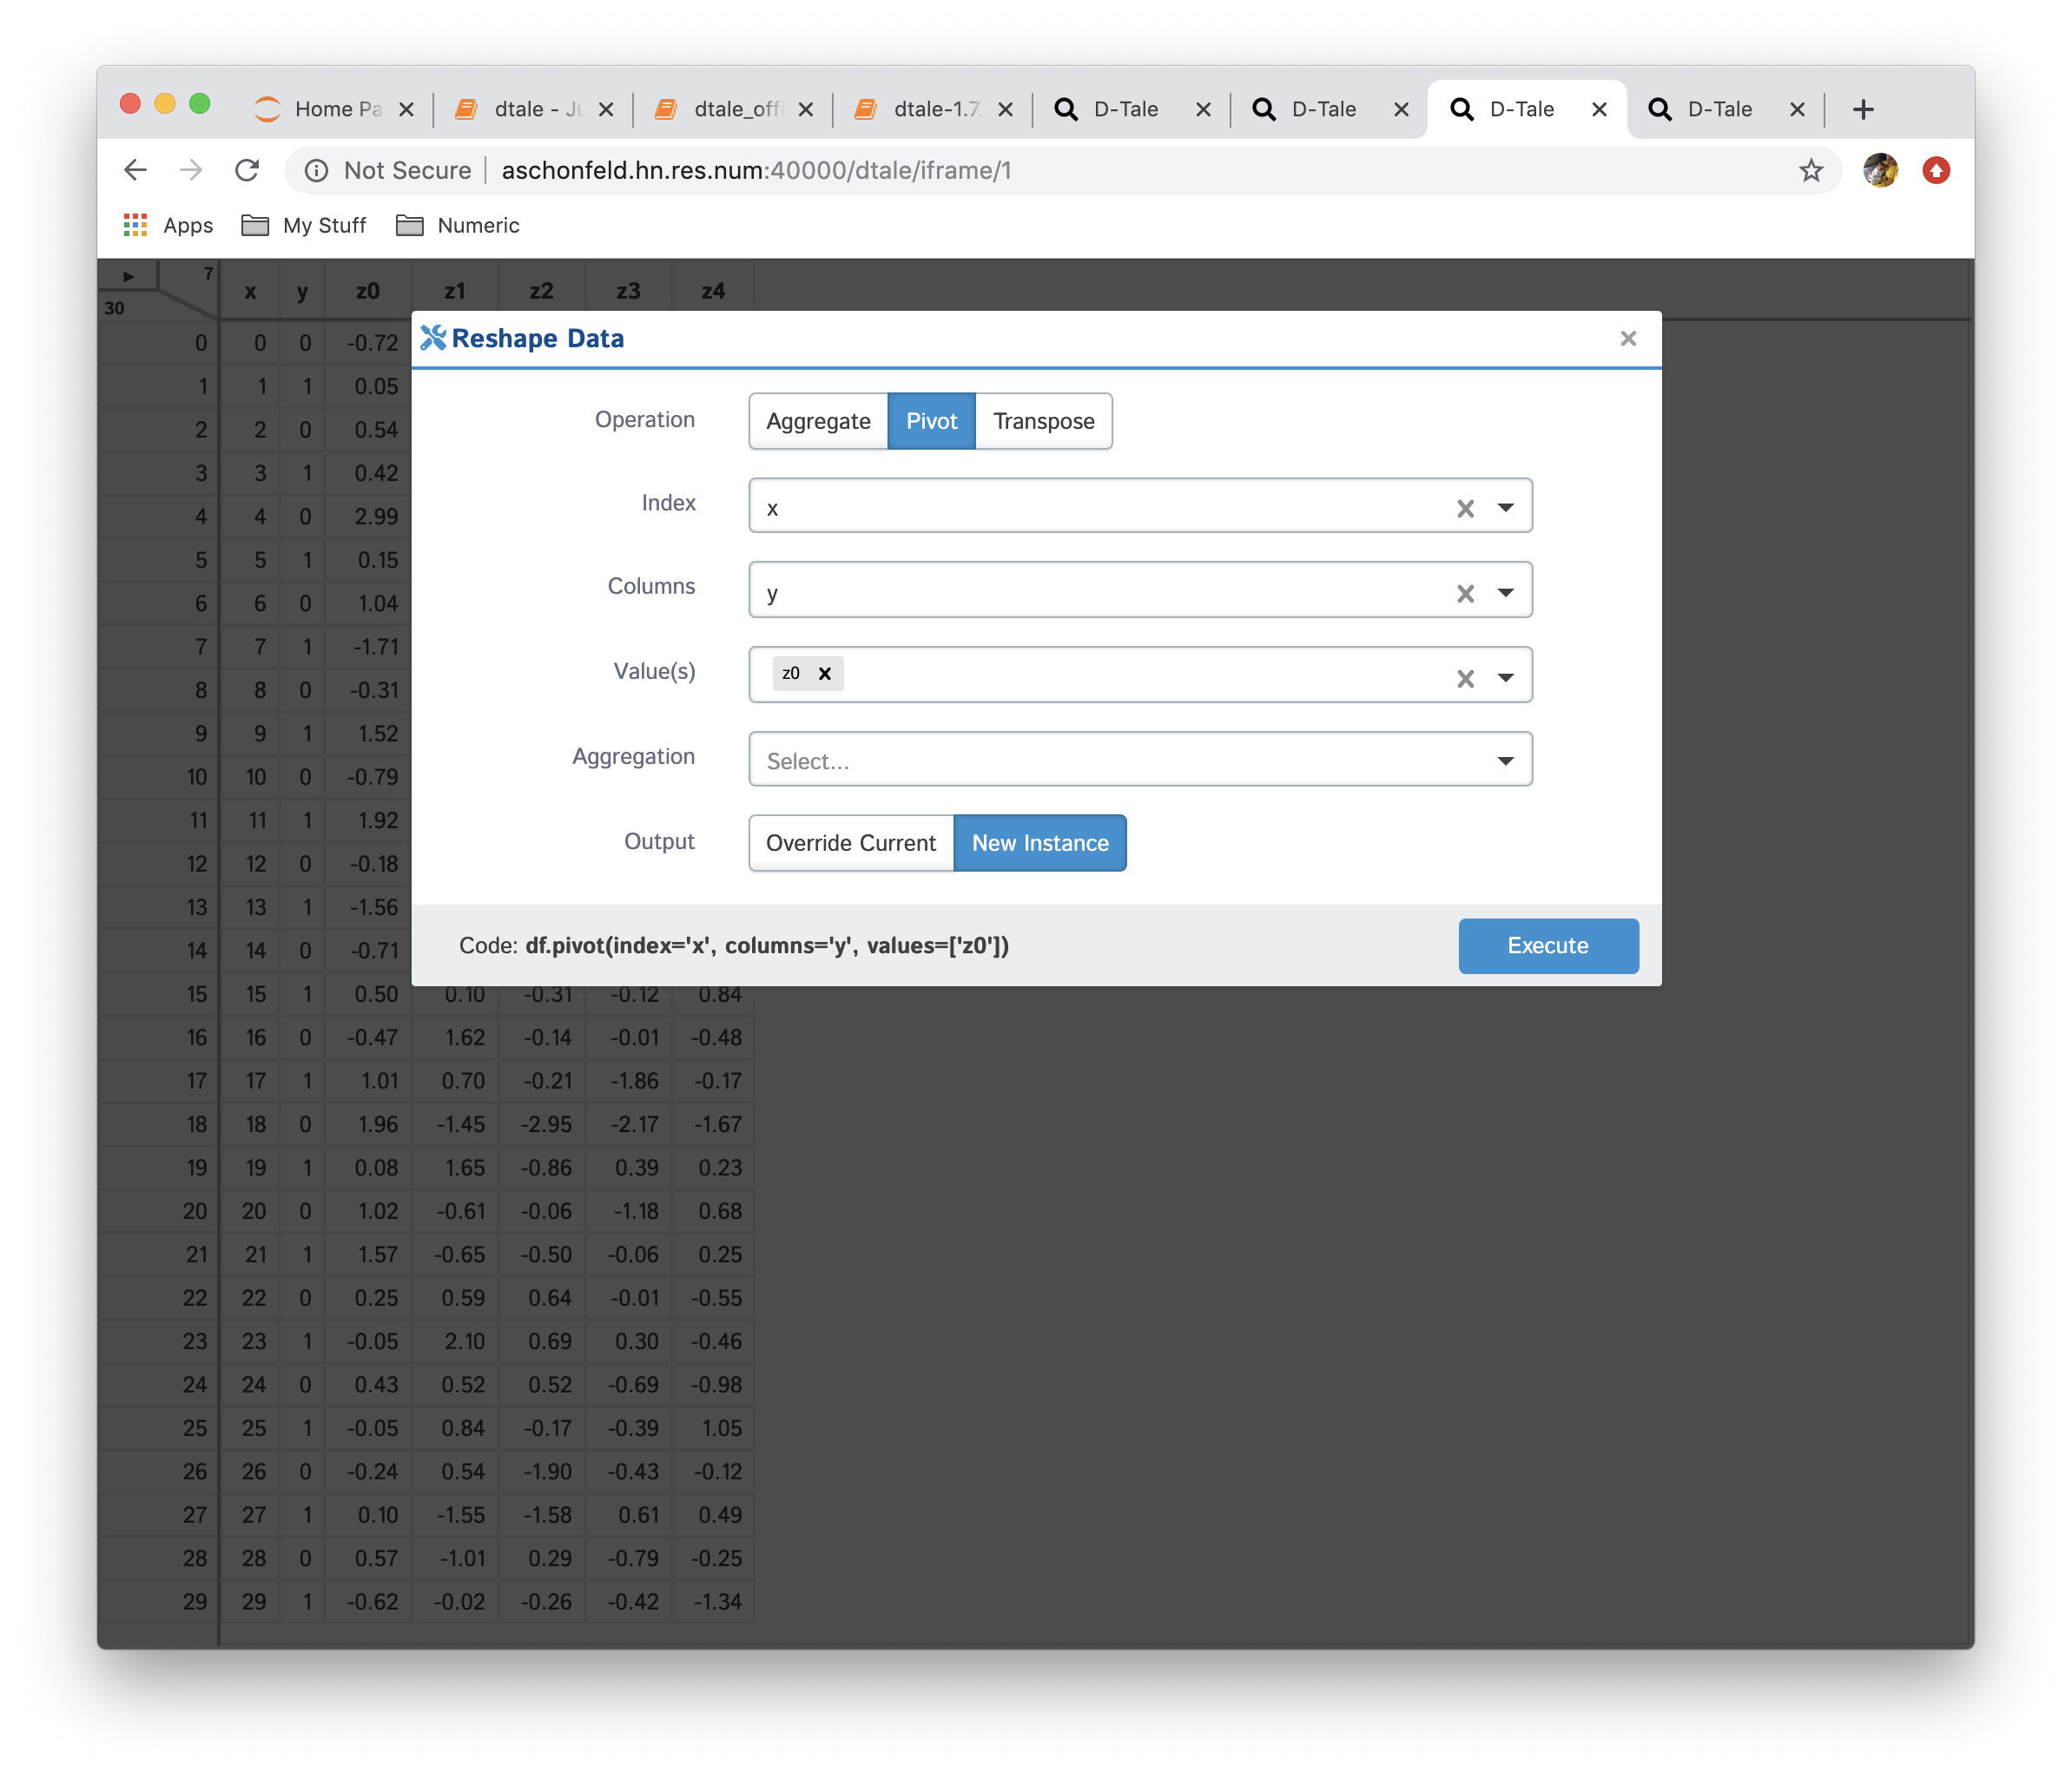 Home Pa dtale - Ju dtale_off dtale-1.7. D-Tale D-Tale D-Tale D-Tale
Not Secure aschonfeld.hn.res.num:40000/dtale/iframe/1
Apps My Stuff Numeric
7
30
x y z0 z1 z2 z3 z4
Reshape Data
Operation Aggregate Pivot Transpose
Index x
Columns y
Value(s) z0
Aggregation Select...
Output Override Current New Instance
Code: df.pivot(index='x', columns='y', values=['z0']) Execute
0 0 0 -0.72
1 1 1 0.05
2 2 0 0.54
3 3 1 0.42
4 4 0 2.99
5 5 1 0.15
6 6 0 1.04
7 7 1 -1.71
8 8 0 -0.31
9 9 1 1.52
10 10 0 -0.79
11 11 1 1.92
12 12 0 -0.18
13 13 1 -1.56
14 14 0 -0.71
15 15 1 0.50 0.10 -0.31 -0.12 0.84
16 16 0 -0.47 1.62 -0.14 -0.01 -0.48
17 17 1 1.01 0.70 -0.21 -1.86 -0.17
18 18 0 1.96 -1.45 -2.95 -2.17 -1.67
19 19 1 0.08 1.65 -0.86 0.39 0.23
20 20 0 1.02 -0.61 -0.06 -1.18 0.68
21 21 1 1.57 -0.65 -0.50 -0.06 0.25
22 22 0 0.25 0.59 0.64 -0.01 -0.55
23 23 1 -0.05 2.10 0.69 0.30 -0.46
24 24 0 0.43 0.52 0.52 -0.69 -0.98
25 25 1 -0.05 0.84 -0.17 -0.39 1.05
26 26 0 -0.24 0.54 -1.90 -0.43 -0.12
27 27 1 0.10 -1.55 -1.58 0.61 0.49
28 28 0 0.57 -1.01 0.29 -0.79 -0.25
29 29 1 -0.62 -0.02 -0.26 -0.42 -1.34